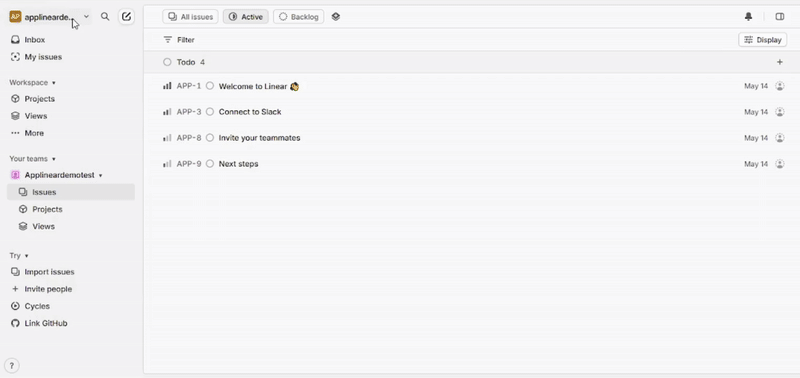 AP applinearde...
Inbox
My issues
Workspace
Projects
Views
More
Your teams
Applineardemotest
Issues
Projects
Views
Try
Import issues
Invite people
Cycles
Link GitHub
?
All issues Active Backlog
Filter Display
Todo 4
APP-1 Welcome to Linear 👋 May 14
APP-3 Connect to Slack May 14
APP-8 Invite your teammates May 14
APP-9 Next steps May 14